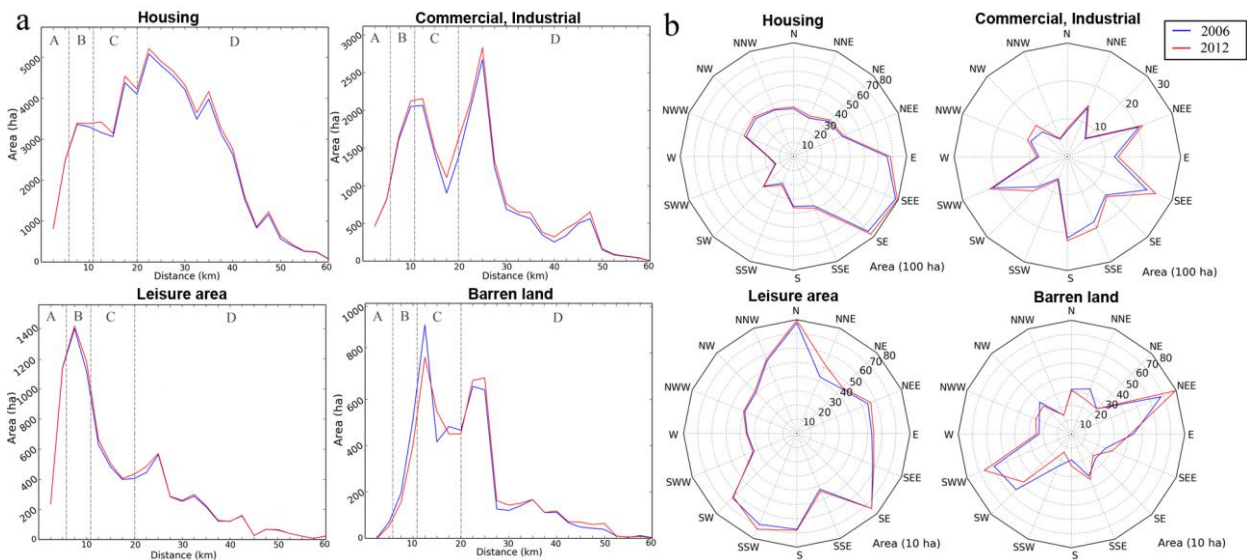 a
Housing
A B C D
Area (ha)
5000
4000
3000
2000
1000
0
10 20 30 40 50 60
Distance (km)
Commercial, Industrial
A B C D
Area (ha)
3000
2500
2000
1500
1000
500
0
10 20 30 40 50 60
Distance (km)
Leisure area
A B C D
Area (ha)
1400
1200
1000
800
600
400
200
0
10 20 30 40 50 60
Distance (km)
Barren land
A B C D
Area (ha)
1000
800
600
400
200
0
10 20 30 40 50 60
Distance (km)
b
Housing
N
NNE
NE
NEE
E
SEE
SE
SSE
S
SSW
SW
SWW
W
NWW
NW
NNW
10 20 30 40 50 60 70 80
Area (100 ha)
Commercial, Industrial
N
NNE
NE
NEE
E
SEE
SE
SSE
S
SSW
SW
SWW
W
NWW
NW
NNW
10 20 30
Area (100 ha)
2006
2012
Leisure area
N
NNE
NE
NEE
E
SEE
SE
SSE
S
SSW
SW
SWW
W
NWW
NW
NNW
10 20 30 40 50 60 70 80
Area (10 ha)
Barren land
N
NNE
NE
NEE
E
SEE
SE
SSE
S
SSW
SW
SWW
W
NWW
NW
NNW
10 20 30 40 50 60 70 80
Area (10 ha)